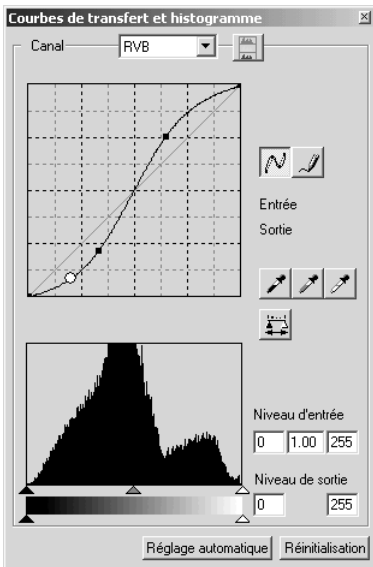 Courbes de transfert et histogramme
Canal RVB
Entrée
Sortie
Niveau d'entrée
0 1.00 255
Niveau de sortie
0 255
Réglage automatique Réinitialisation